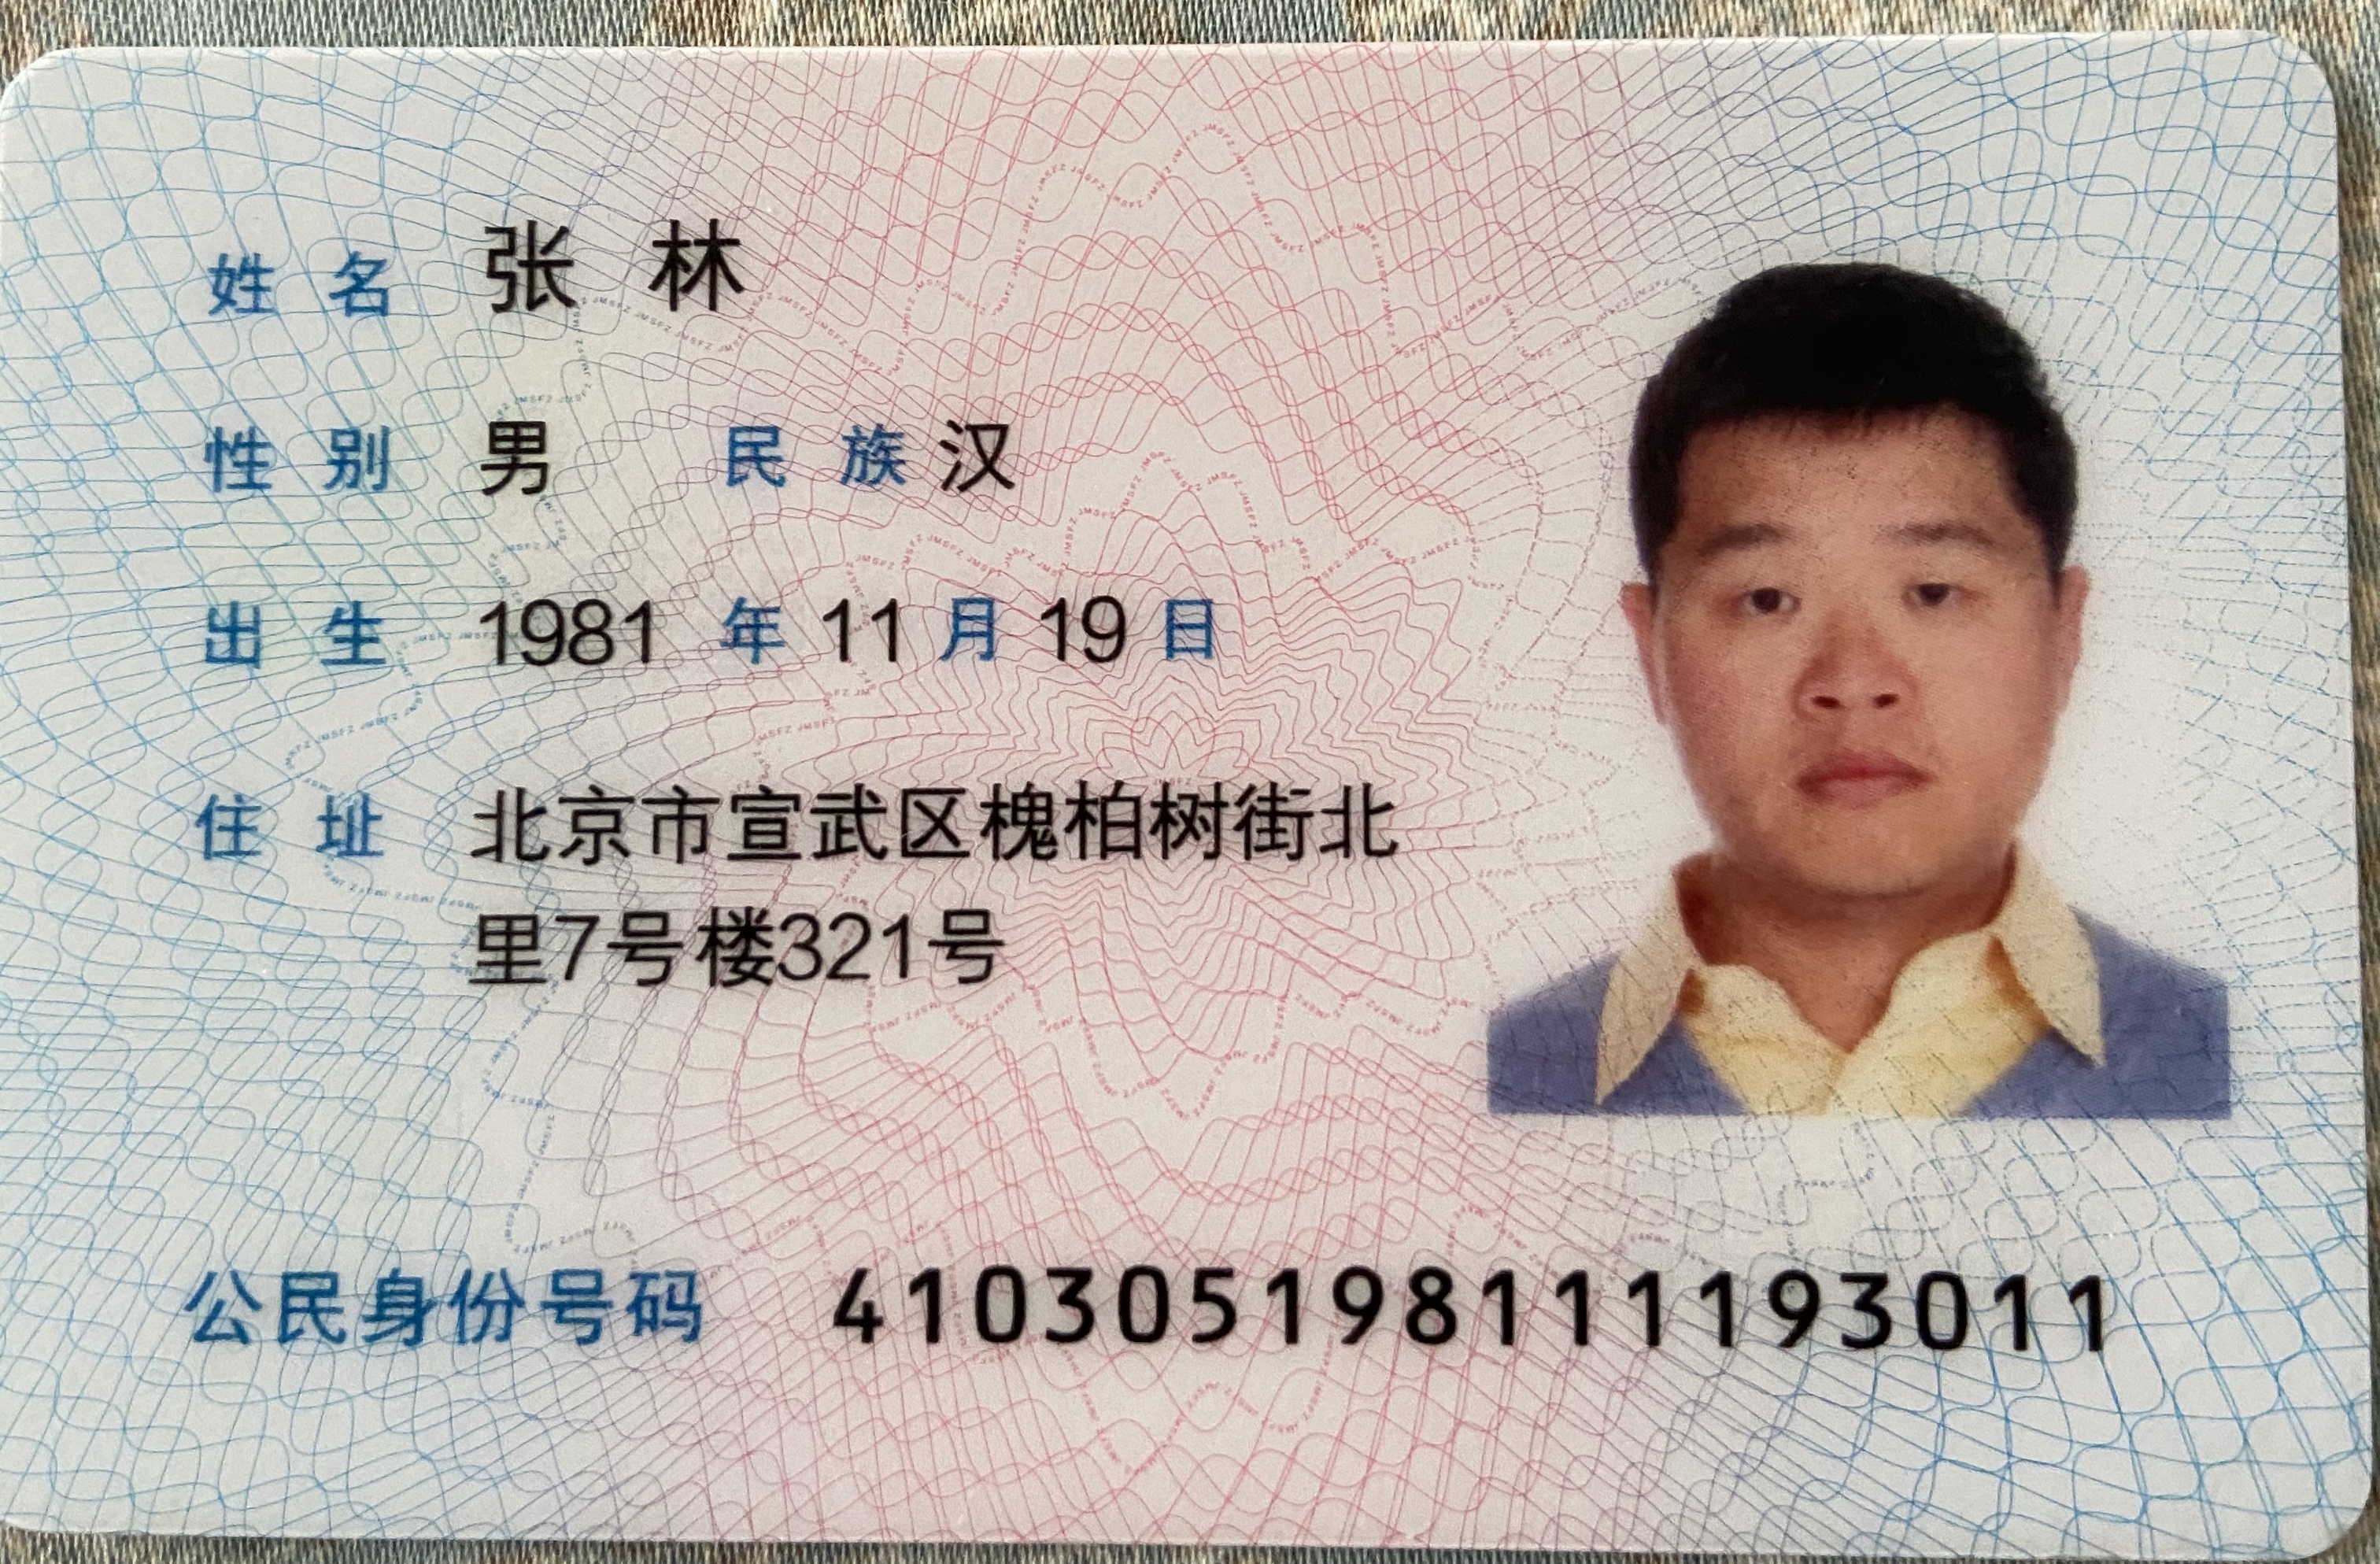 姓名 张林
性别 男 民族 汉
出生 1981 年 11 月 19 日
住址 北京市宣武区槐柏树街北
里7号楼321号
公民身份号码 410305198111193011